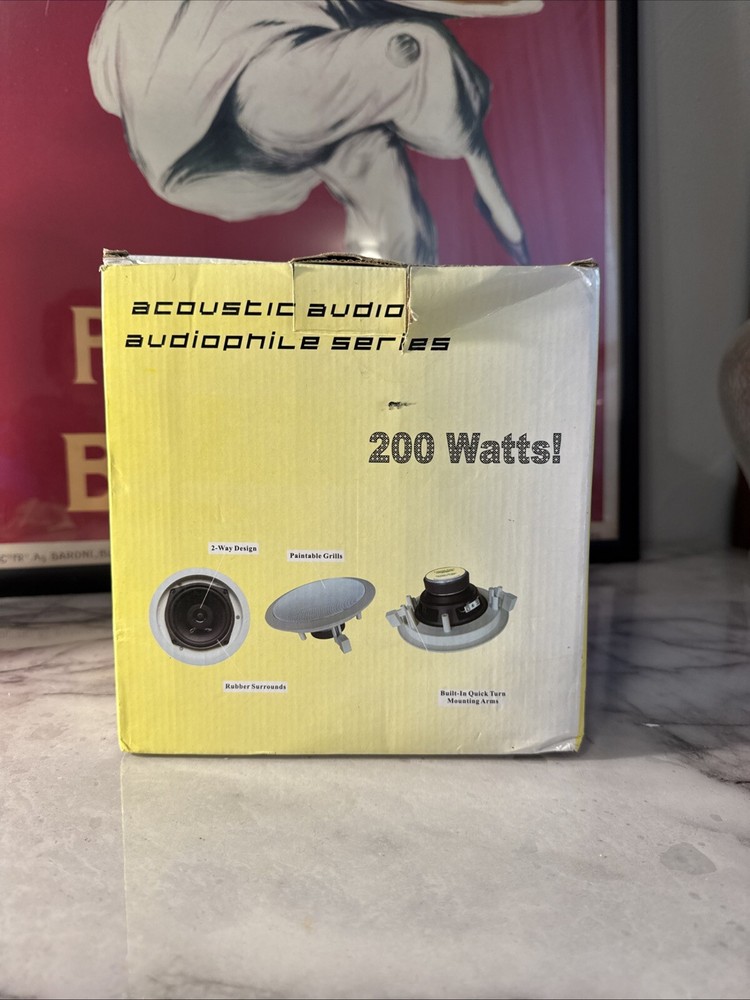 acoustic audio
audiophile series
200 Watts!
2-Way Design
Paintable Grills
Rubber Surrounds
Built-In Quick Turn
Mounting Arms
F
B